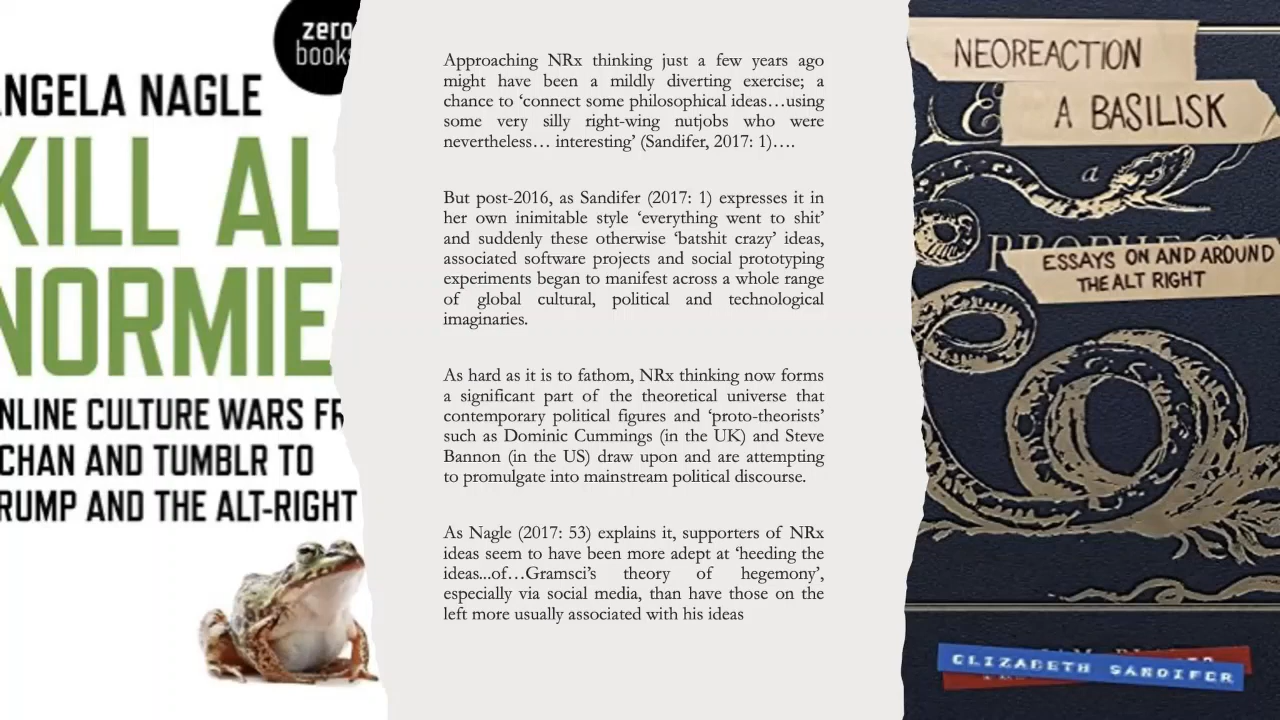 zero
books
ANGELA NAGLE
KILL AL
NORMIE
NLINE CULTURE WARS FR
CHAN AND TUMBLR TO
RUMP AND THE ALT-RIGHT
Approaching NRx thinking just a few years ago
might have been a mildly diverting exercise; a
chance to ‘connect some philosophical ideas…using
some very silly right-wing nutjobs who were
nevertheless… interesting’ (Sandifer, 2017: 1)….
But post-2016, as Sandifer (2017: 1) expresses it in
her own inimitable style ‘everything went to shit’
and suddenly these otherwise ‘batshit crazy’ ideas,
associated software projects and social prototyping
experiments began to manifest across a whole range
of global cultural, political and technological
imaginaries.
As hard as it is to fathom, NRx thinking now forms
a significant part of the theoretical universe that
contemporary political figures and ‘proto-theorists’
such as Dominic Cummings (in the UK) and Steve
Bannon (in the US) draw upon and are attempting
to promulgate into mainstream political discourse.
As Nagle (2017: 53) explains it, supporters of NRx
ideas seem to have been more adept at ‘heeding the
ideas...of…Gramsci’s theory of hegemony’,
especially via social media, than have those on the
left more usually associated with his ideas
NEOREACTION
A BASILISK
a
ESSAYS ON AND AROUND
THE ALT RIGHT
ELIZABETH SANDIFER